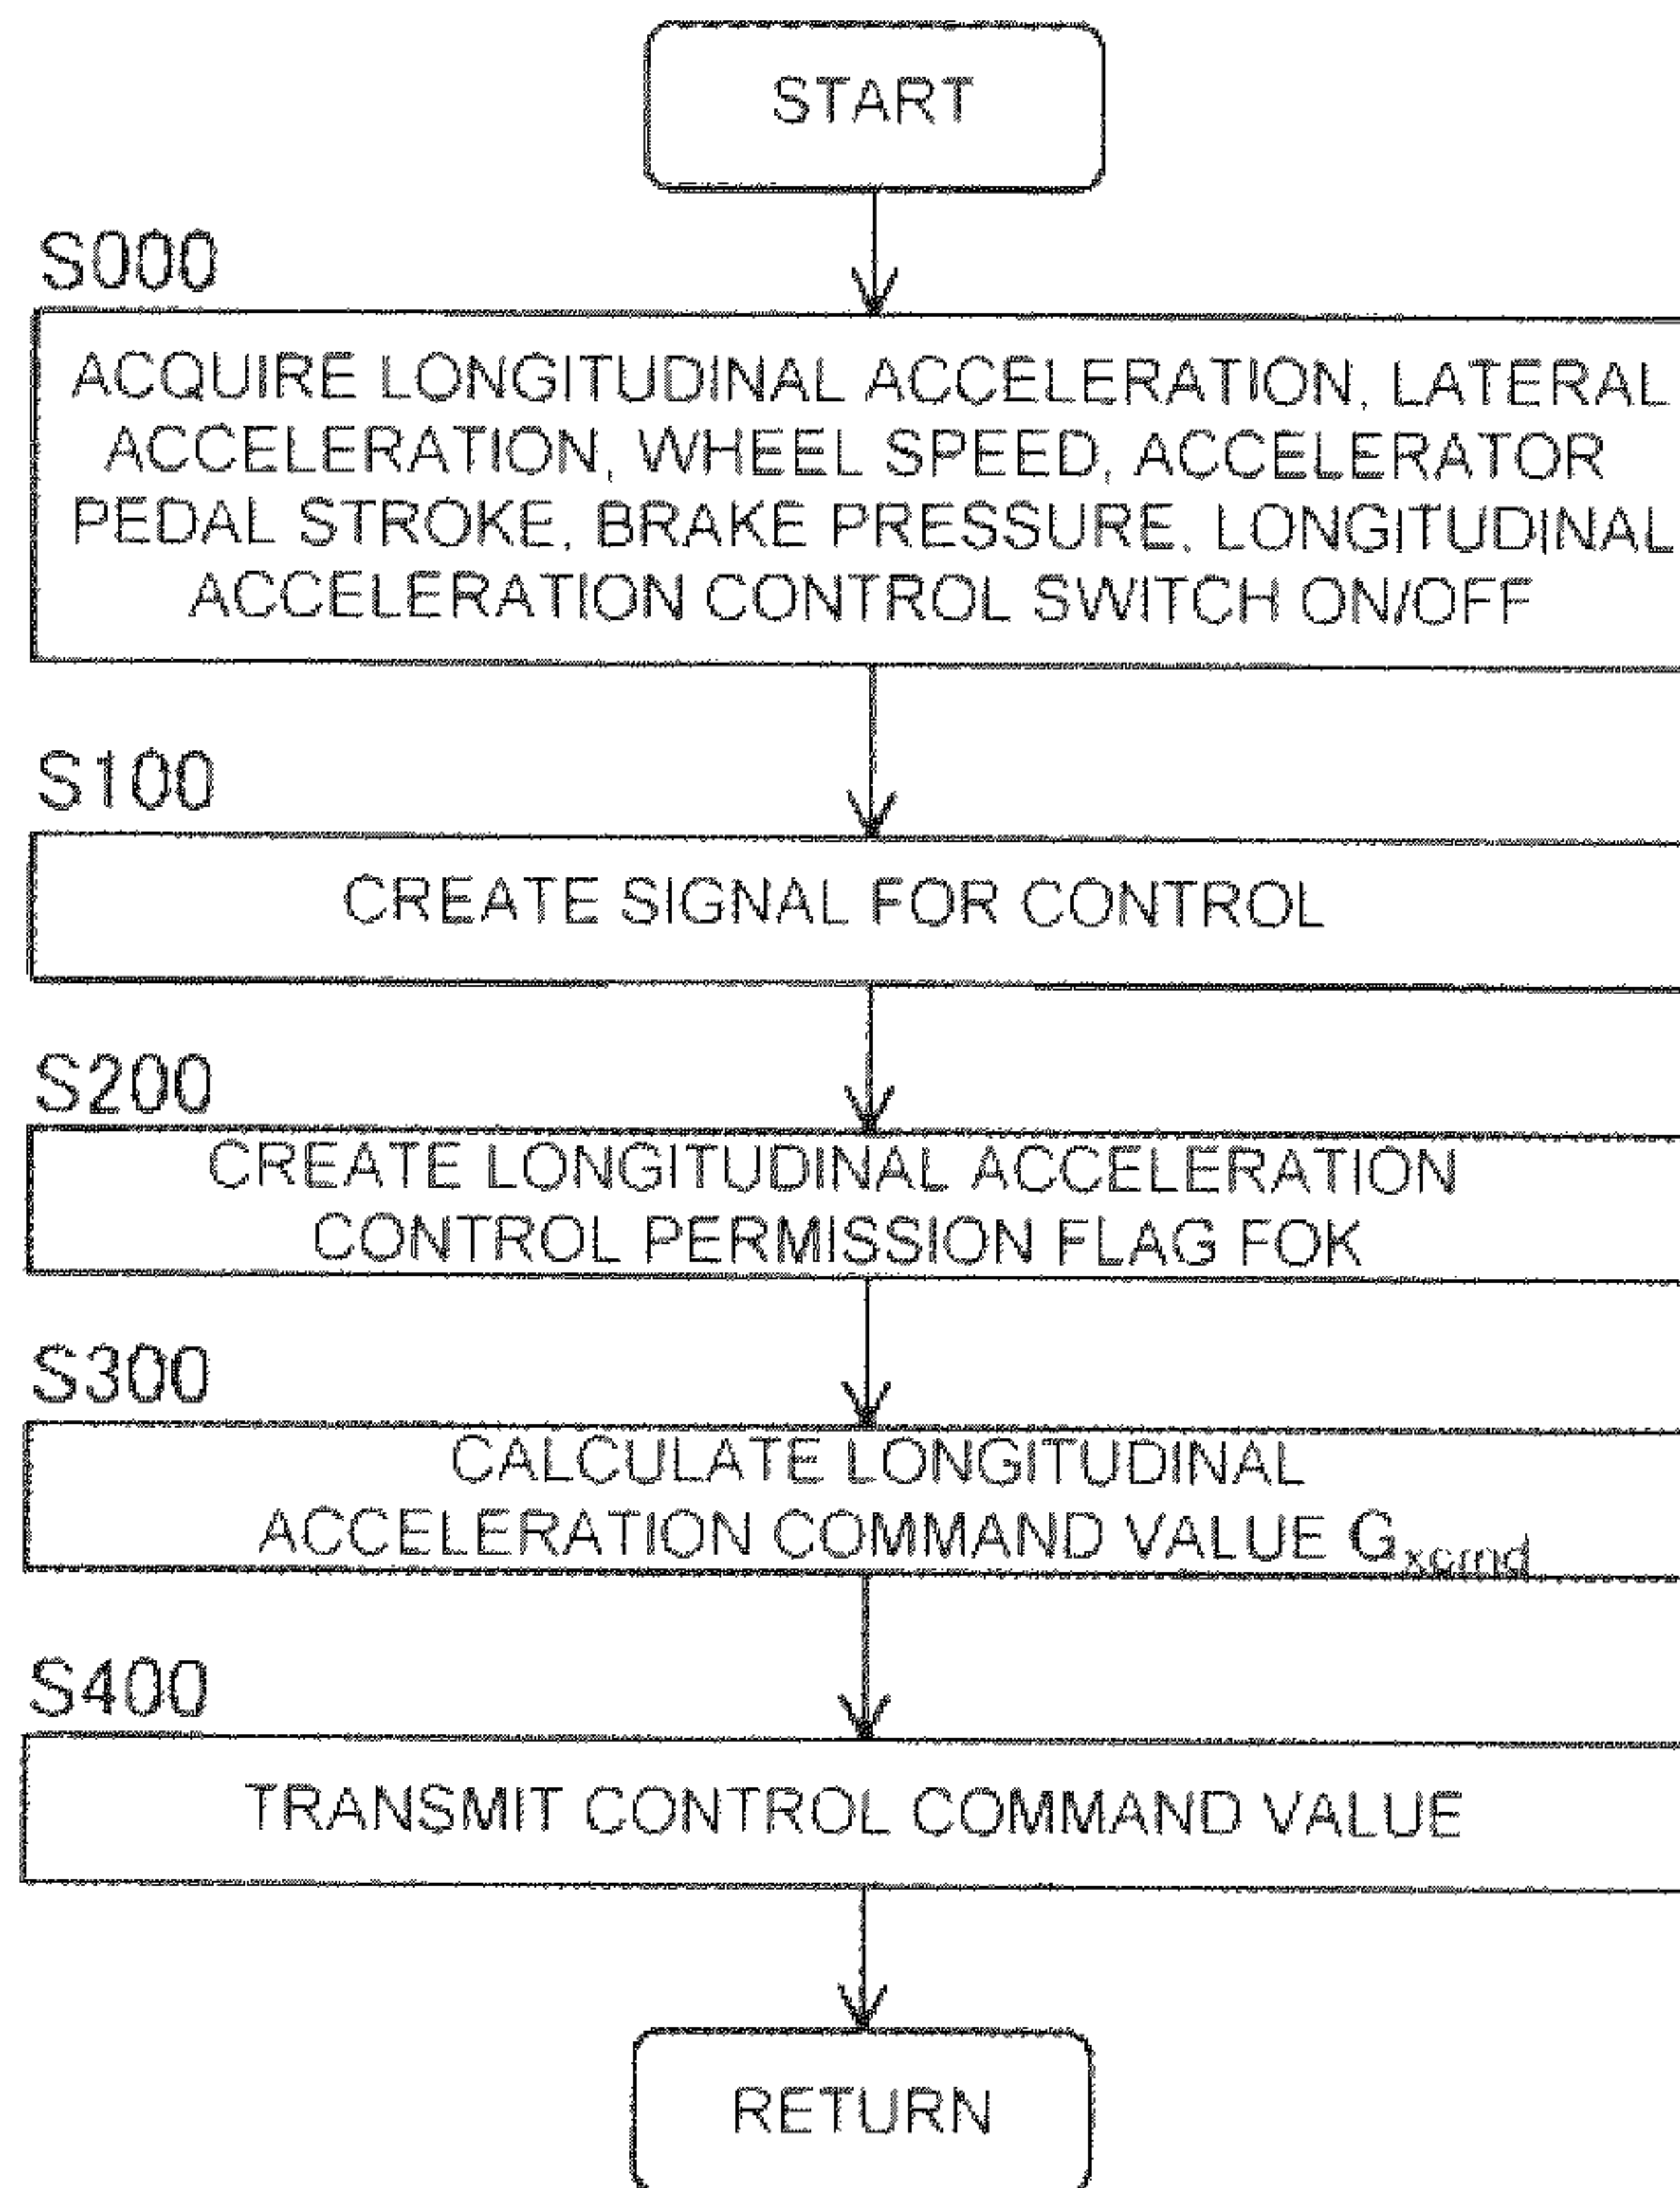 START
S000
ACQUIRE LONGITUDINAL ACCELERATION, LATERAL
ACCELERATION, WHEEL SPEED, ACCELERATOR
PEDAL STROKE, BRAKE PRESSURE, LONGITUDINAL
ACCELERATION CONTROL SWITCH ON/OFF
S100
CREATE SIGNAL FOR CONTROL
S200
CREATE LONGITUDINAL ACCELERATION
CONTROL PERMISSION FLAG FOK
S300
CALCULATE LONGITUDINAL
ACCELERATION COMMAND VALUE Gxcmd
S400
TRANSMIT CONTROL COMMAND VALUE
RETURN